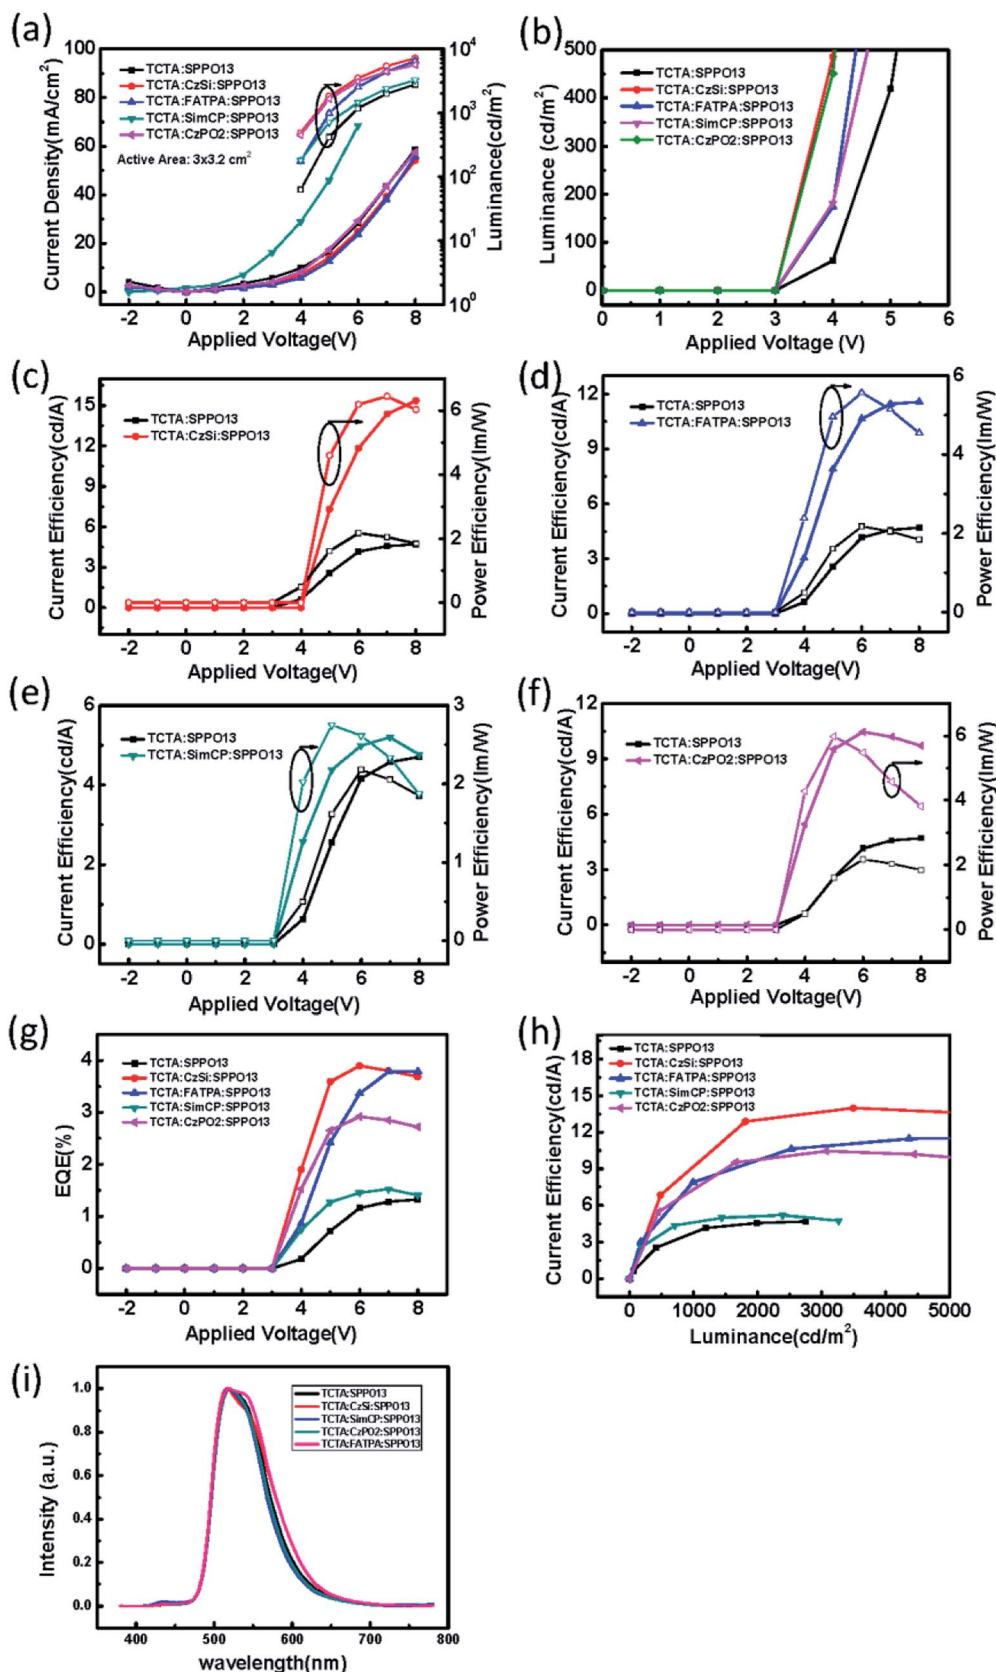 (a)
100
80
60
40
20
0
Current Density(mA/cm²)
TCTA:SPPO13
TCTA:CzSi:SPPO13
TCTA:FATPA:SPPO13
TCTA:SimCP:SPPO13
TCTA:CzPO2:SPPO13
Active Area: 3x3.2 cm²
10⁴
10³
10²
10¹
10⁰
Luminance(cd/m²)
-2 0 2 4 6 8
Applied Voltage(V)
(b)
500
400
300
200
100
0
Luminance (cd/m²)
TCTA:SPPO13
TCTA:CzSi:SPPO13
TCTA:FATPA:SPPO13
TCTA:SimCP:SPPO13
TCTA:CzPO2:SPPO13
0 1 2 3 4 5 6
Applied Voltage (V)
(c)
15
12
9
6
3
0
Current Efficiency(cd/A)
TCTA:SPPO13
TCTA:CzSi:SPPO13
6
4
2
0
Power Efficiency(lm/W)
-2 0 2 4 6 8
Applied Voltage(V)
(d)
12
9
6
3
0
Current Efficiency(cd/A)
TCTA:SPPO13
TCTA:FATPA:SPPO13
6
4
2
0
Power Efficiency(lm/W)
-2 0 2 4 6 8
Applied Voltage(V)
(e)
6
4
2
0
Current Efficiency(cd/A)
TCTA:SPPO13
TCTA:SimCP:SPPO13
3
2
1
0
Power Efficiency(lm/W)
-2 0 2 4 6 8
Applied Voltage(V)
(f)
12
9
6
3
0
Current Efficiency(cd/A)
TCTA:SPPO13
TCTA:CzPO2:SPPO13
6
4
2
0
Power Efficiency(lm/W)
-2 0 2 4 6 8
Applied Voltage(V)
(g)
4
3
2
1
0
EQE(%)
TCTA:SPPO13
TCTA:CzSi:SPPO13
TCTA:FATPA:SPPO13
TCTA:SimCP:SPPO13
TCTA:CzPO2:SPPO13
-2 0 2 4 6 8
Applied Voltage(V)
(h)
18
15
12
9
6
3
0
Current Efficiency(cd/A)
TCTA:SPPO13
TCTA:CzSi:SPPO13
TCTA:FATPA:SPPO13
TCTA:SimCP:SPPO13
TCTA:CzPO2:SPPO13
0 1000 2000 3000 4000 5000
Luminance(cd/m²)
(i)
1.0
0.8
0.6
0.4
0.2
0.0
Intensity (a.u.)
TCTA:SPPO13
TCTA:CzSi:SPPO13
TCTA:SimCP:SPPO13
TCTA:CzPO2:SPPO13
TCTA:FATPA:SPPO13
400 500 600 700 800
wavelength(nm)